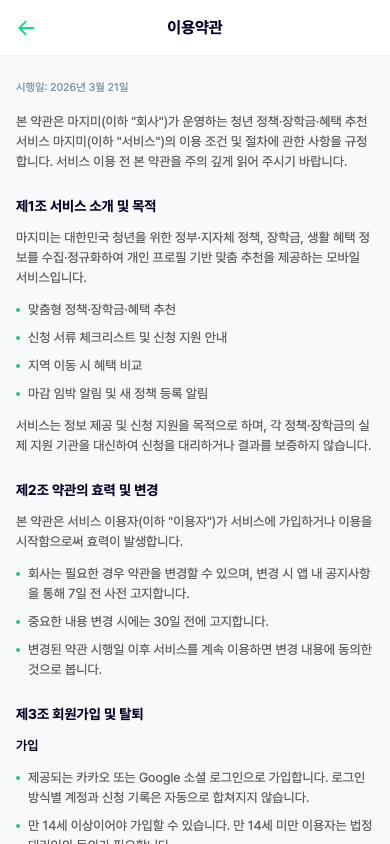 이용약관
시행일: 2026년 3월 21일
본 약관은 마지미(이하 "회사")가 운영하는 청년 정책·장학금·혜택 추천
서비스 마지미(이하 "서비스")의 이용 조건 및 절차에 관한 사항을 규정
합니다. 서비스 이용 전 본 약관을 주의 깊게 읽어 주시기 바랍니다.
제1조 서비스 소개 및 목적
마지미는 대한민국 청년을 위한 정부·지자체 정책, 장학금, 생활 혜택 정
보를 수집·정규화하여 개인 프로필 기반 맞춤 추천을 제공하는 모바일
서비스입니다.
맞춤형 정책·장학금·혜택 추천
신청 서류 체크리스트 및 신청 지원 안내
지역 이동 시 혜택 비교
마감 임박 알림 및 새 정책 등록 알림
서비스는 정보 제공 및 신청 지원을 목적으로 하며, 각 정책·장학금의 실
제 지원 기관을 대신하여 신청을 대리하거나 결과를 보증하지 않습니다.
제2조 약관의 효력 및 변경
본 약관은 서비스 이용자(이하 "이용자")가 서비스에 가입하거나 이용을
시작함으로써 효력이 발생합니다.
회사는 필요한 경우 약관을 변경할 수 있으며, 변경 시 앱 내 공지사항
을 통해 7일 전 사전 고지합니다.
중요한 내용 변경 시에는 30일 전에 고지합니다.
변경된 약관 시행일 이후 서비스를 계속 이용하면 변경 내용에 동의한
것으로 봅니다.
제3조 회원가입 및 탈퇴
가입
제공되는 카카오 또는 Google 소셜 로그인으로 가입합니다. 로그인
방식별 계정과 신청 기록은 자동으로 합쳐지지 않습니다.
만 14세 이상이어야 가입할 수 있습니다. 만 14세 미만 이용자는 법정